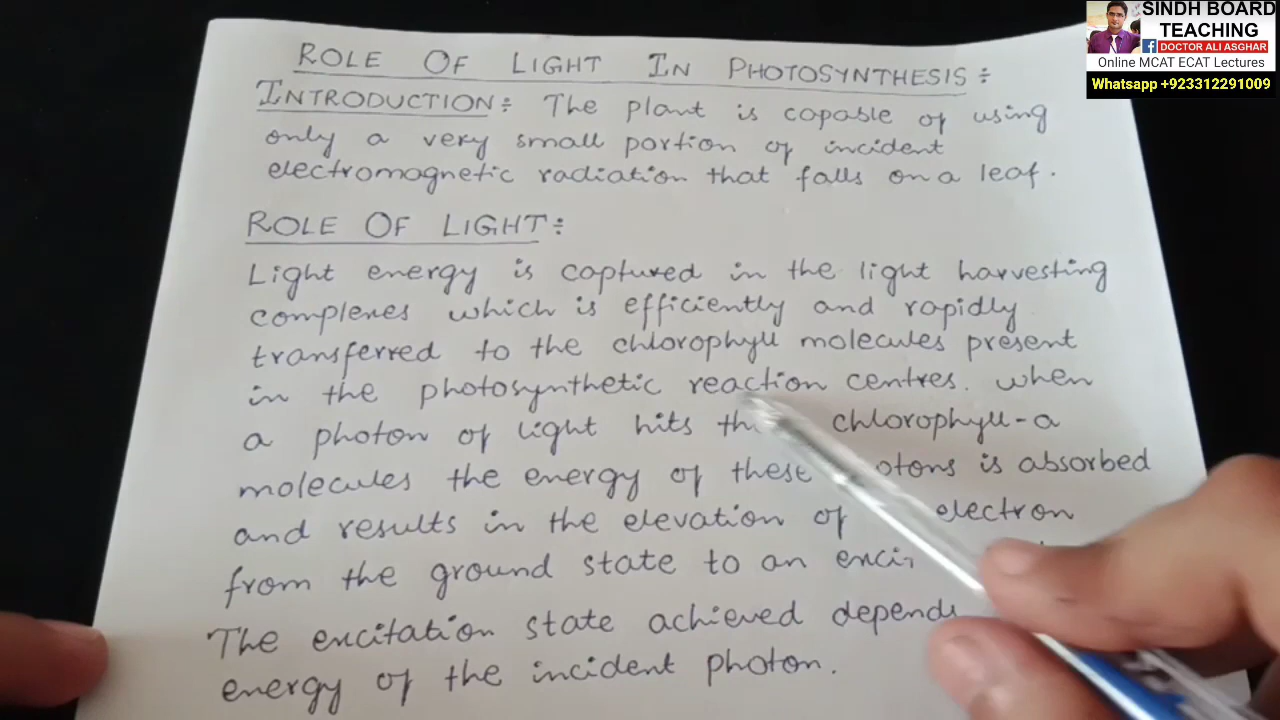 SINDH BOARD
TEACHING
f DOCTOR ALI ASGHAR
Online MCAT ECAT Lectures
Whatsapp +923312291009
ROLE OF LIGHT IN PHOTOSYNTHESIS:
INTRODUCTION: The plant is capable of using
only a very small portion of incident
electromagnetic radiation that falls on a leaf.
ROLE OF LIGHT:
Light energy is captured in the light harvesting
complexes which is efficiently and rapidly
transferred to the chlorophyll molecules present
in the photosynthetic reaction centres. When
a photon of light hits chlorophyll-a
molecules the energy of these is absorbed
and results in the elevation of electron
from the ground state to an
The excitation state achieved
energy of the incident photon.